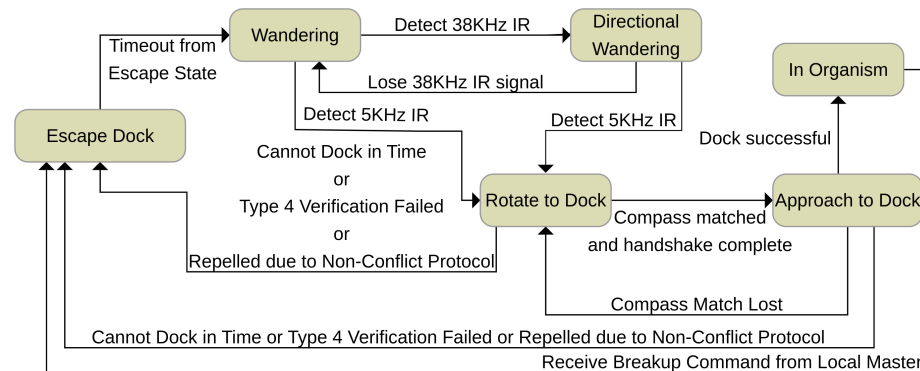 Wandering
Detect 38KHz IR
Directional
Wandering
Timeout from
Escape State
In Organism
Lose 38KHz IR signal
Detect 5KHz IR
Detect 5KHz IR
Escape Dock
Dock successful
Cannot Dock in Time
or
Type 4 Verification Failed
or
Repelled due to Non-Conflict Protocol
Rotate to Dock
Approach to Dock
Compass matched
and handshake complete
Compass Match Lost
Cannot Dock in Time or Type 4 Verification Failed or Repelled due to Non-Conflict Protocol
Receive Breakup Command from Local Master